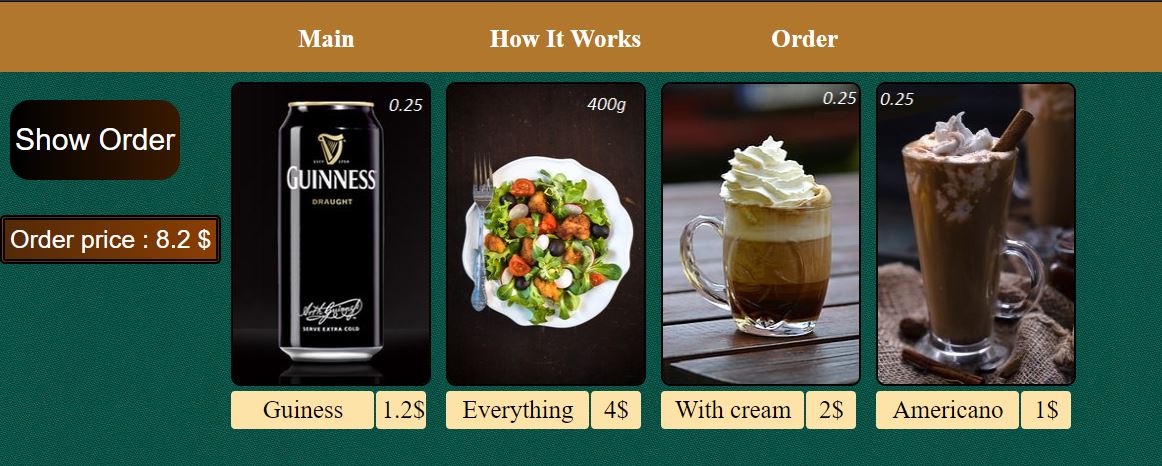 Main How It Works Order
Show Order
Order price : 8.2 $
0.25
GUINNESS
DRAUGHT
SERVE EXTRA COLD
400g
0.25
0.25
Guiness 1.2$ Everything 4$ With cream 2$ Americano 1$